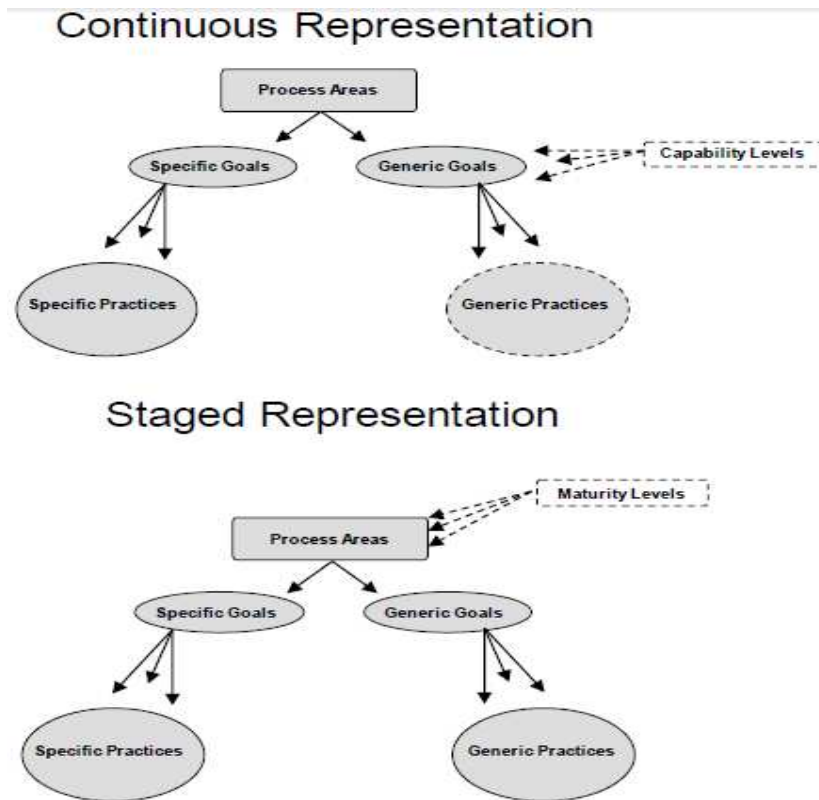 Continuous Representation
Process Areas
Specific Goals
Generic Goals
Capability Levels
Specific Practices
Generic Practices
Staged Representation
Maturity Levels
Process Areas
Specific Goals
Generic Goals
Specific Practices
Generic Practices